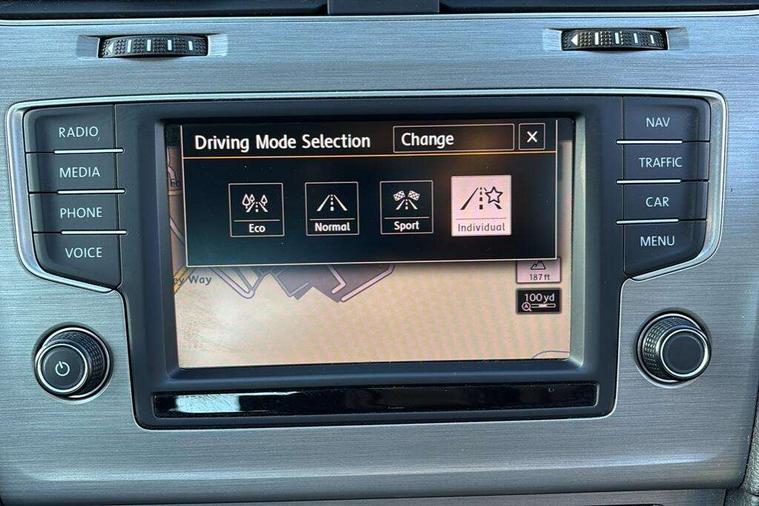 RADIO
MEDIA
PHONE
VOICE
Driving Mode Selection Change X
Eco Normal Sport Individual
Way
187 ft
100 yd
NAV
TRAFFIC
CAR
MENU